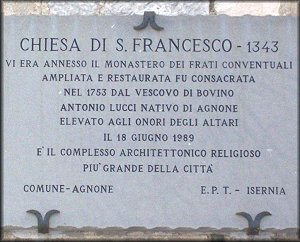 CHIESA DI S. FRANCESCO - 1343
VI ERA ANNESSO IL MONASTERO DEI FRATI CONVENTUALI
AMPLIATA E RESTAURATA FU CONSACRATA
NEL 1753 DAL VESCOVO DI BOVINO
ANTONIO LUCCI NATIVO DI AGNONE
ELEVATO AGLI ONORI DEGLI ALTARI
IL 18 GIUGNO 1989
E' IL COMPLESSO ARCHITETTONICO RELIGIOSO
PIU' GRANDE DELLA CITTA'
COMUNE-AGNONE E. P. T. - ISERNIA